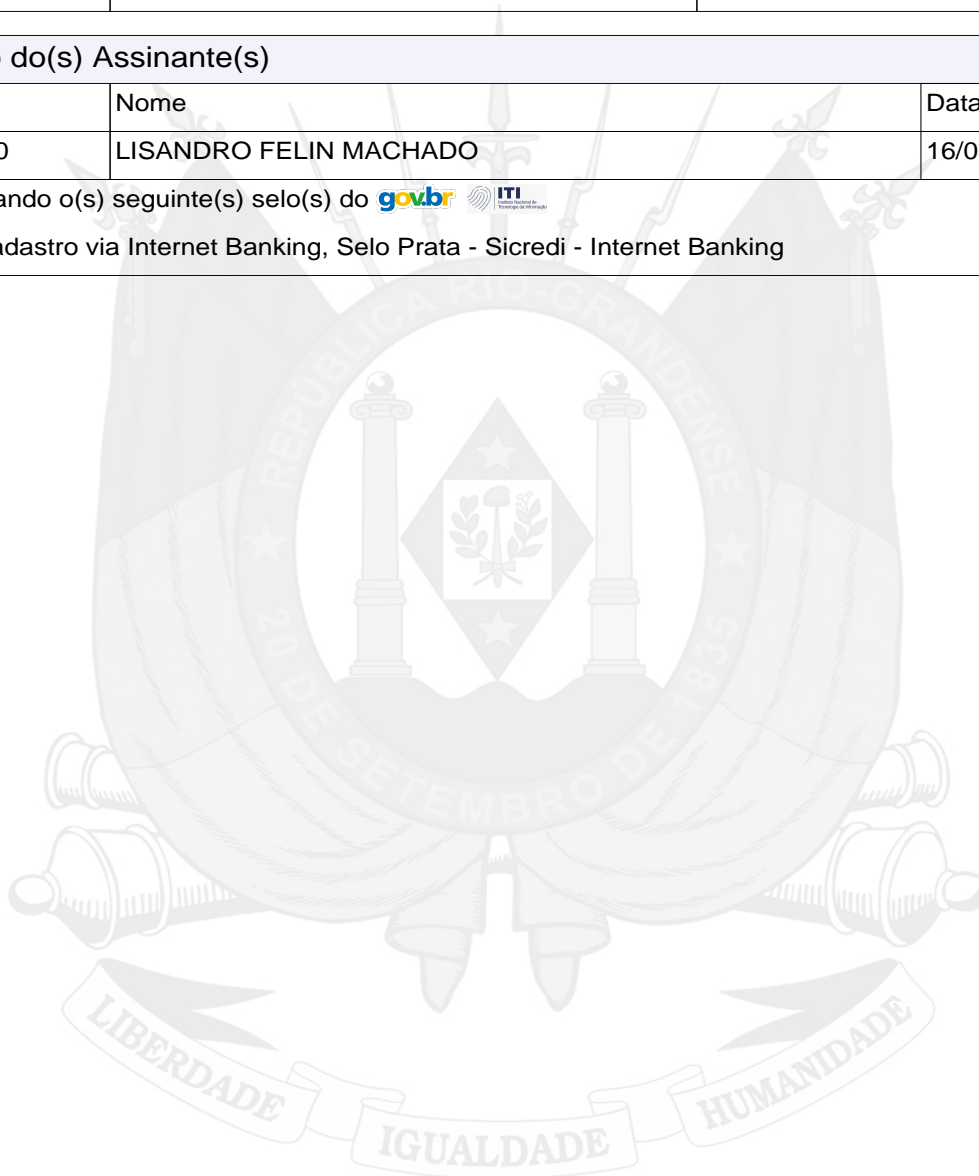 do(s) Assinante(s)
Nome Data
0 LISANDRO FELIN MACHADO 16/0
ando o(s) seguinte(s) selo(s) do gov.br ITI
adastro via Internet Banking, Selo Prata - Sicredi - Internet Banking
REPÚBLICA RIO-GRANDENSE
20 DE SETEMBRO DE 1835
LIBERDADE IGUALDADE HUMANIDADE